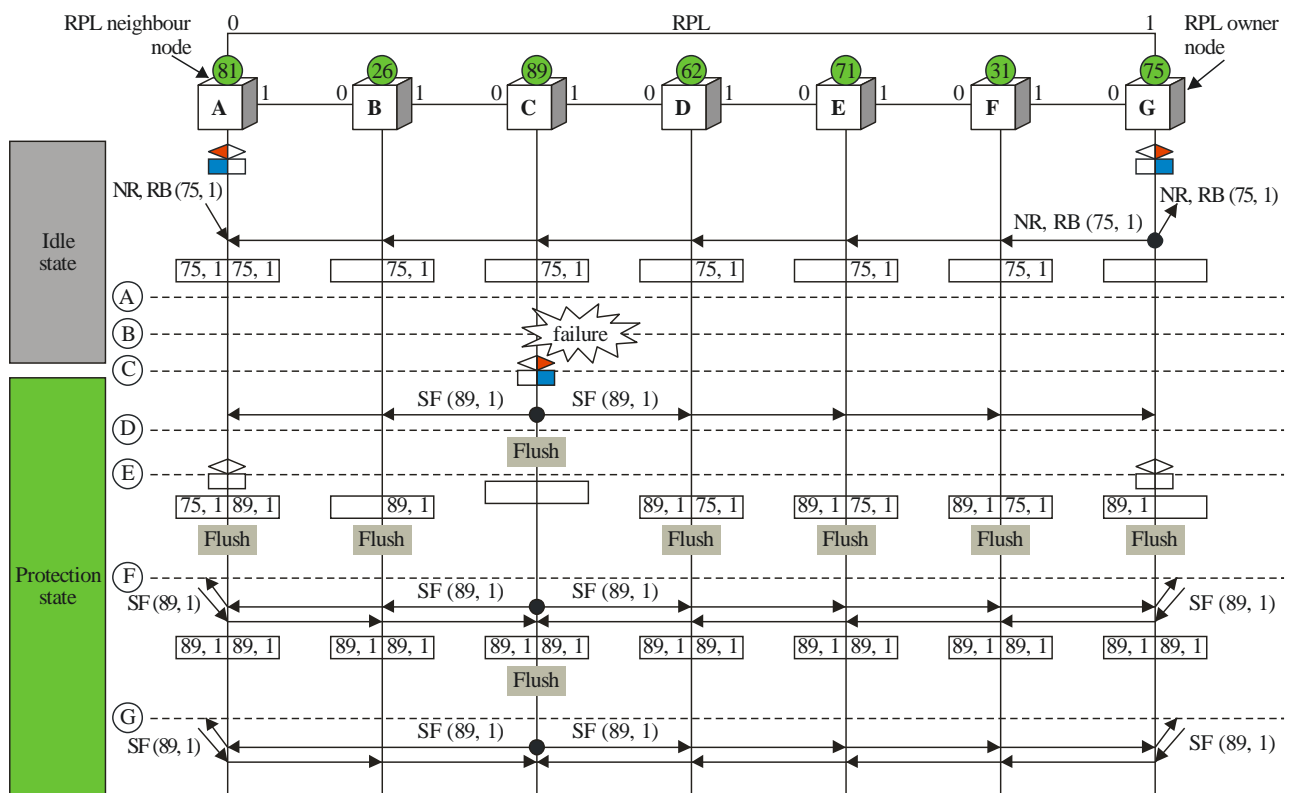 RPL neighbour node
0 RPL 1
RPL owner node
81 26 89 62 71 31 75
A 1 0 B 1 0 C 1 0 D 1 0 E 1 0 F 1 0 G
Idle state
NR, RB (75, 1)
NR, RB (75, 1)
NR, RB (75, 1)
75, 1 75, 1
75, 1
75, 1
75, 1
75, 1
75, 1
A
B
failure
C
SF (89, 1)
SF (89, 1)
D
Flush
E
75, 1 89, 1
89, 1
89, 1 75, 1
89, 1 75, 1
89, 1 75, 1
89, 1
Flush
Flush
Flush
Flush
Flush
Flush
Protection state
F
SF (89, 1)
SF (89, 1)
SF (89, 1)
SF (89, 1)
89, 1 89, 1
89, 1 89, 1
89, 1 89, 1
89, 1 89, 1
89, 1 89, 1
89, 1 89, 1
89, 1 89, 1
Flush
G
SF (89, 1)
SF (89, 1)
SF (89, 1)
SF (89, 1)